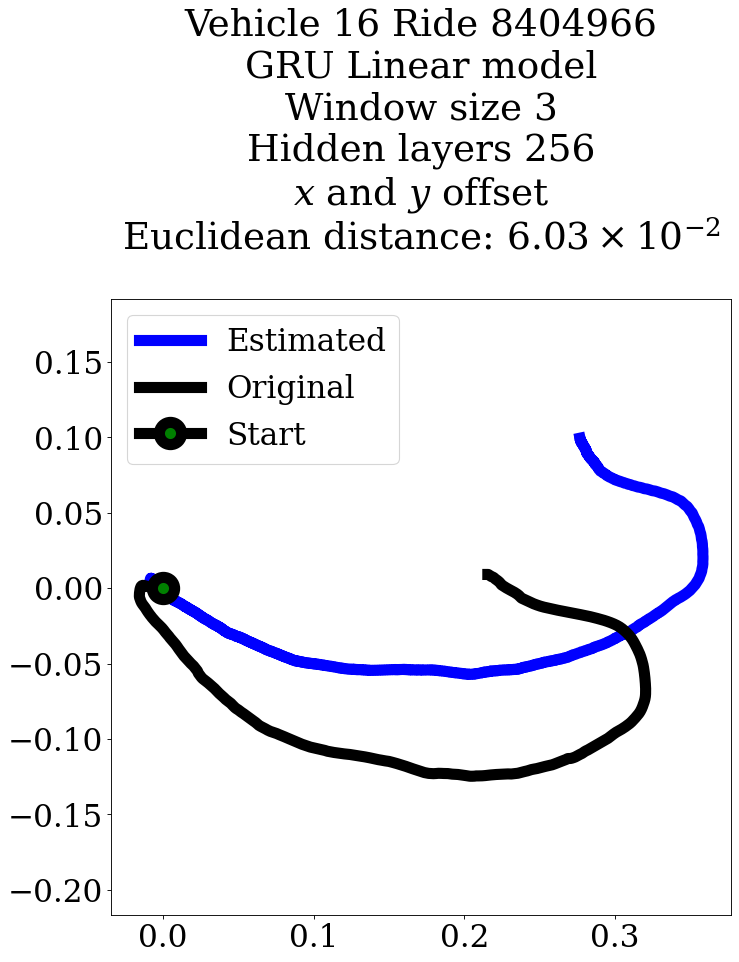 Vehicle 16 Ride 8404966
GRU Linear model
Window size 3
Hidden layers 256
x and y offset
Euclidean distance: 6.03 × 10⁻²
Estimated
Original
Start
0.15
0.10
0.05
0.00
−0.05
−0.10
−0.15
−0.20
0.0 0.1 0.2 0.3